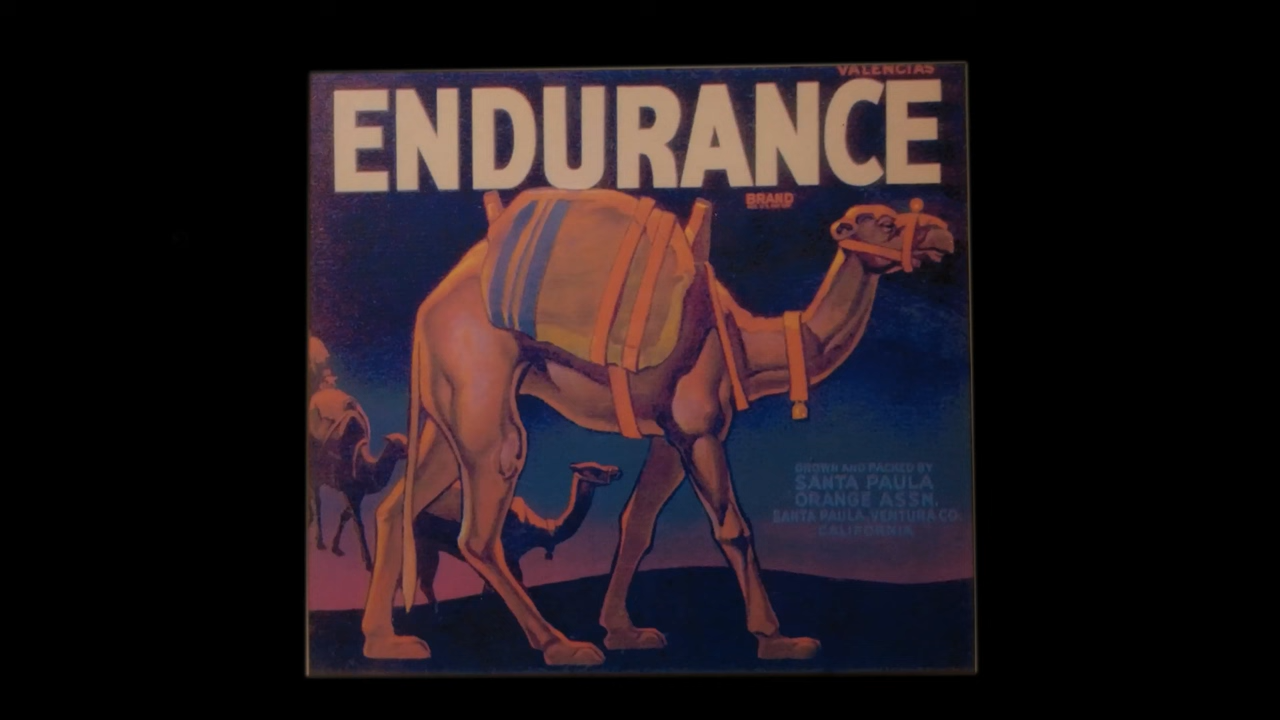 VALENCIAS
ENDURANCE
BRAND
GROWN AND PACKED BY
SANTA PAULA
ORANGE ASSN.
SANTA PAULA, VENTURA CO.
CALIFORNIA